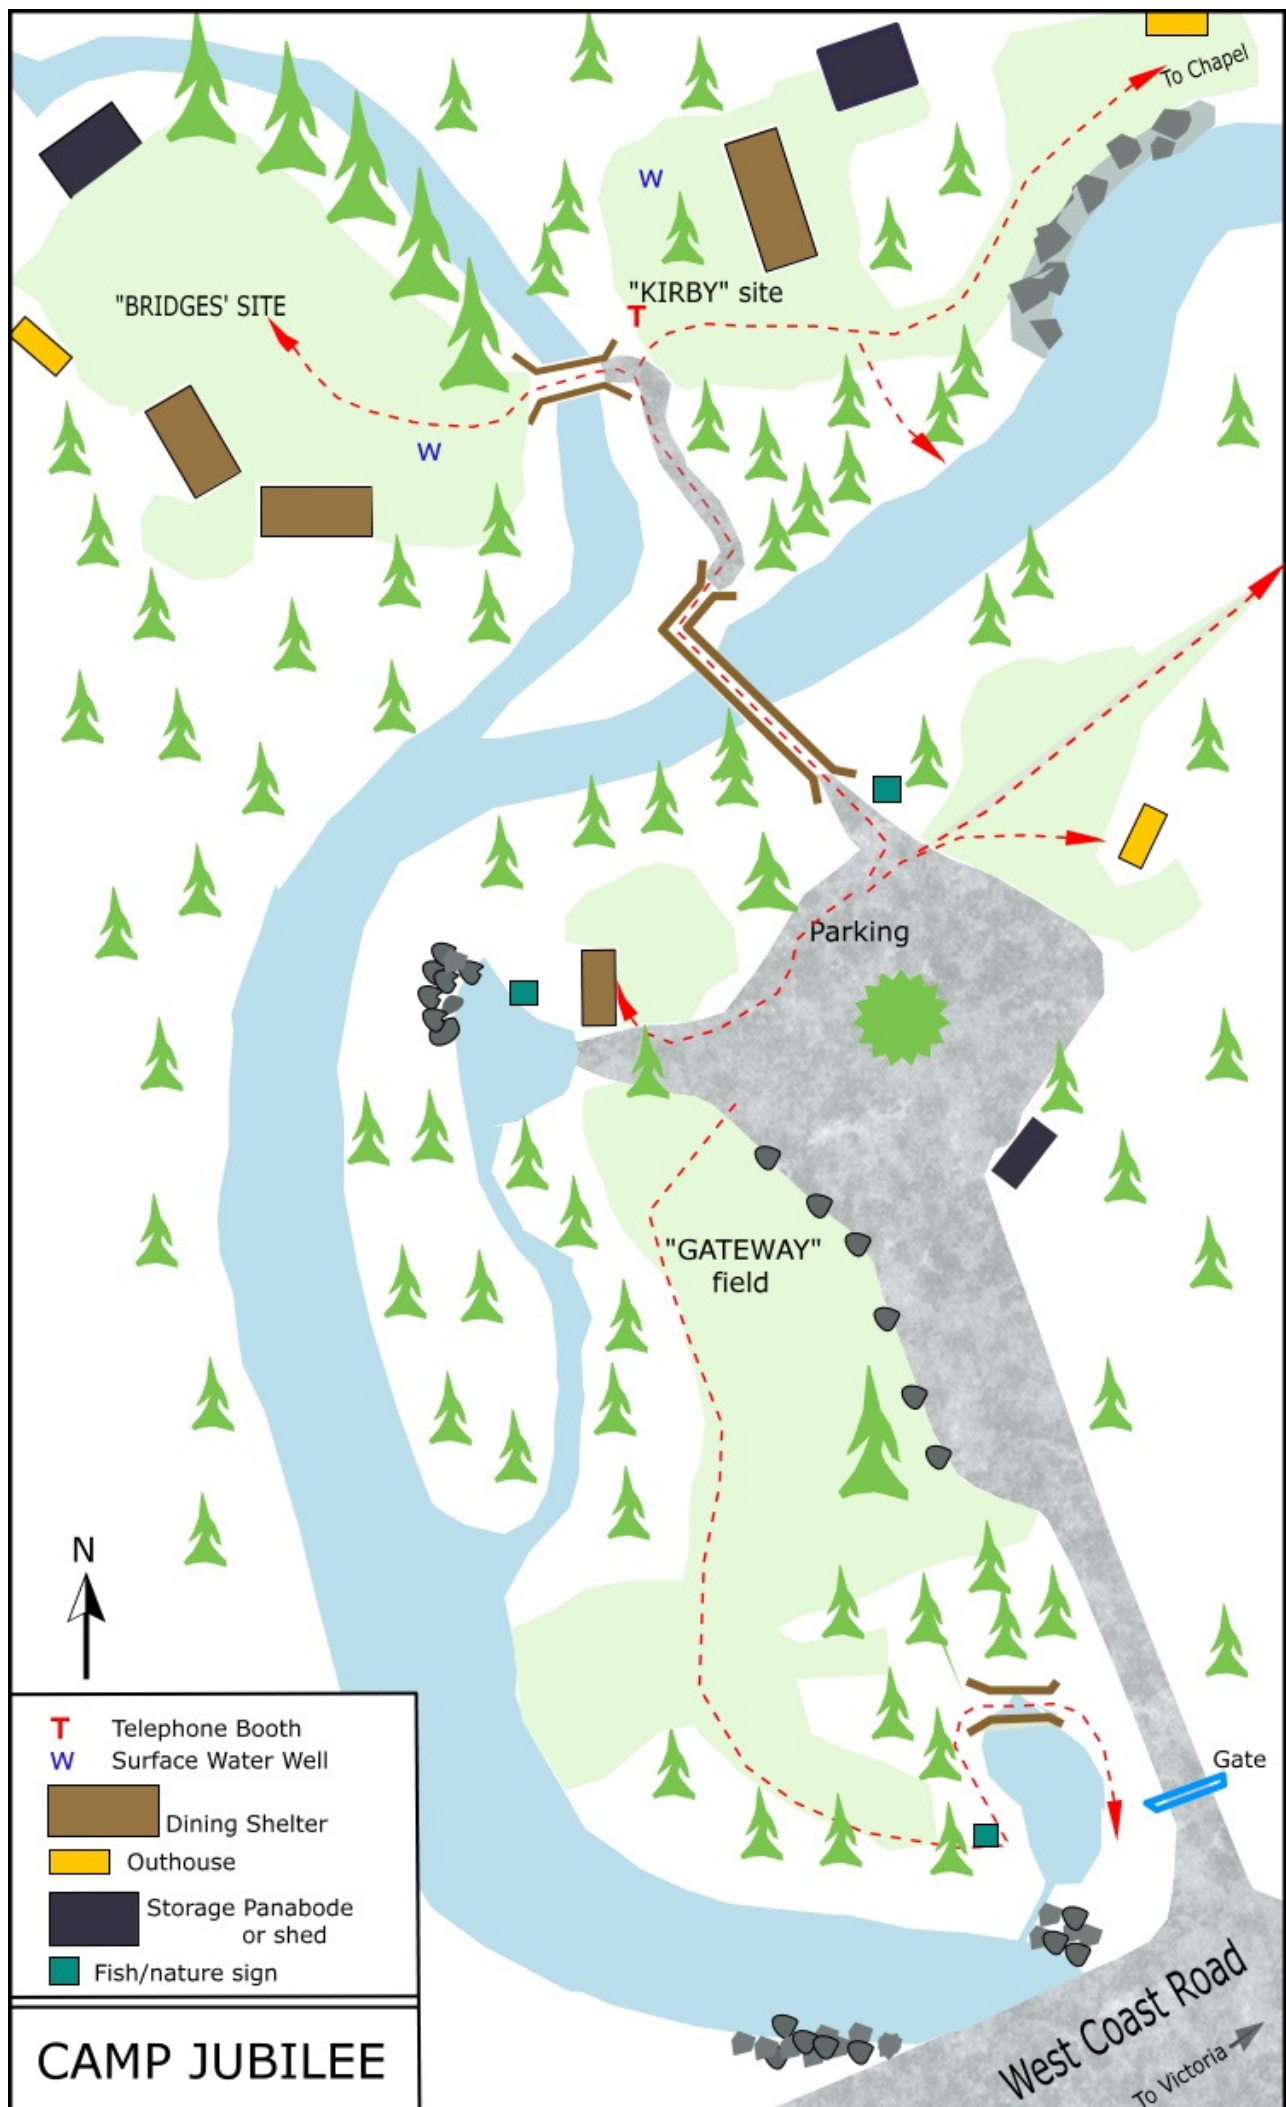 To Chapel
W
"KIRBY" site
T
"BRIDGES' SITE
W
Parking
"GATEWAY"
field
N
Gate
T Telephone Booth
W Surface Water Well
Dining Shelter
Outhouse
Storage Panabode
or shed
Fish/nature sign
CAMP JUBILEE
West Coast Road
To Victoria